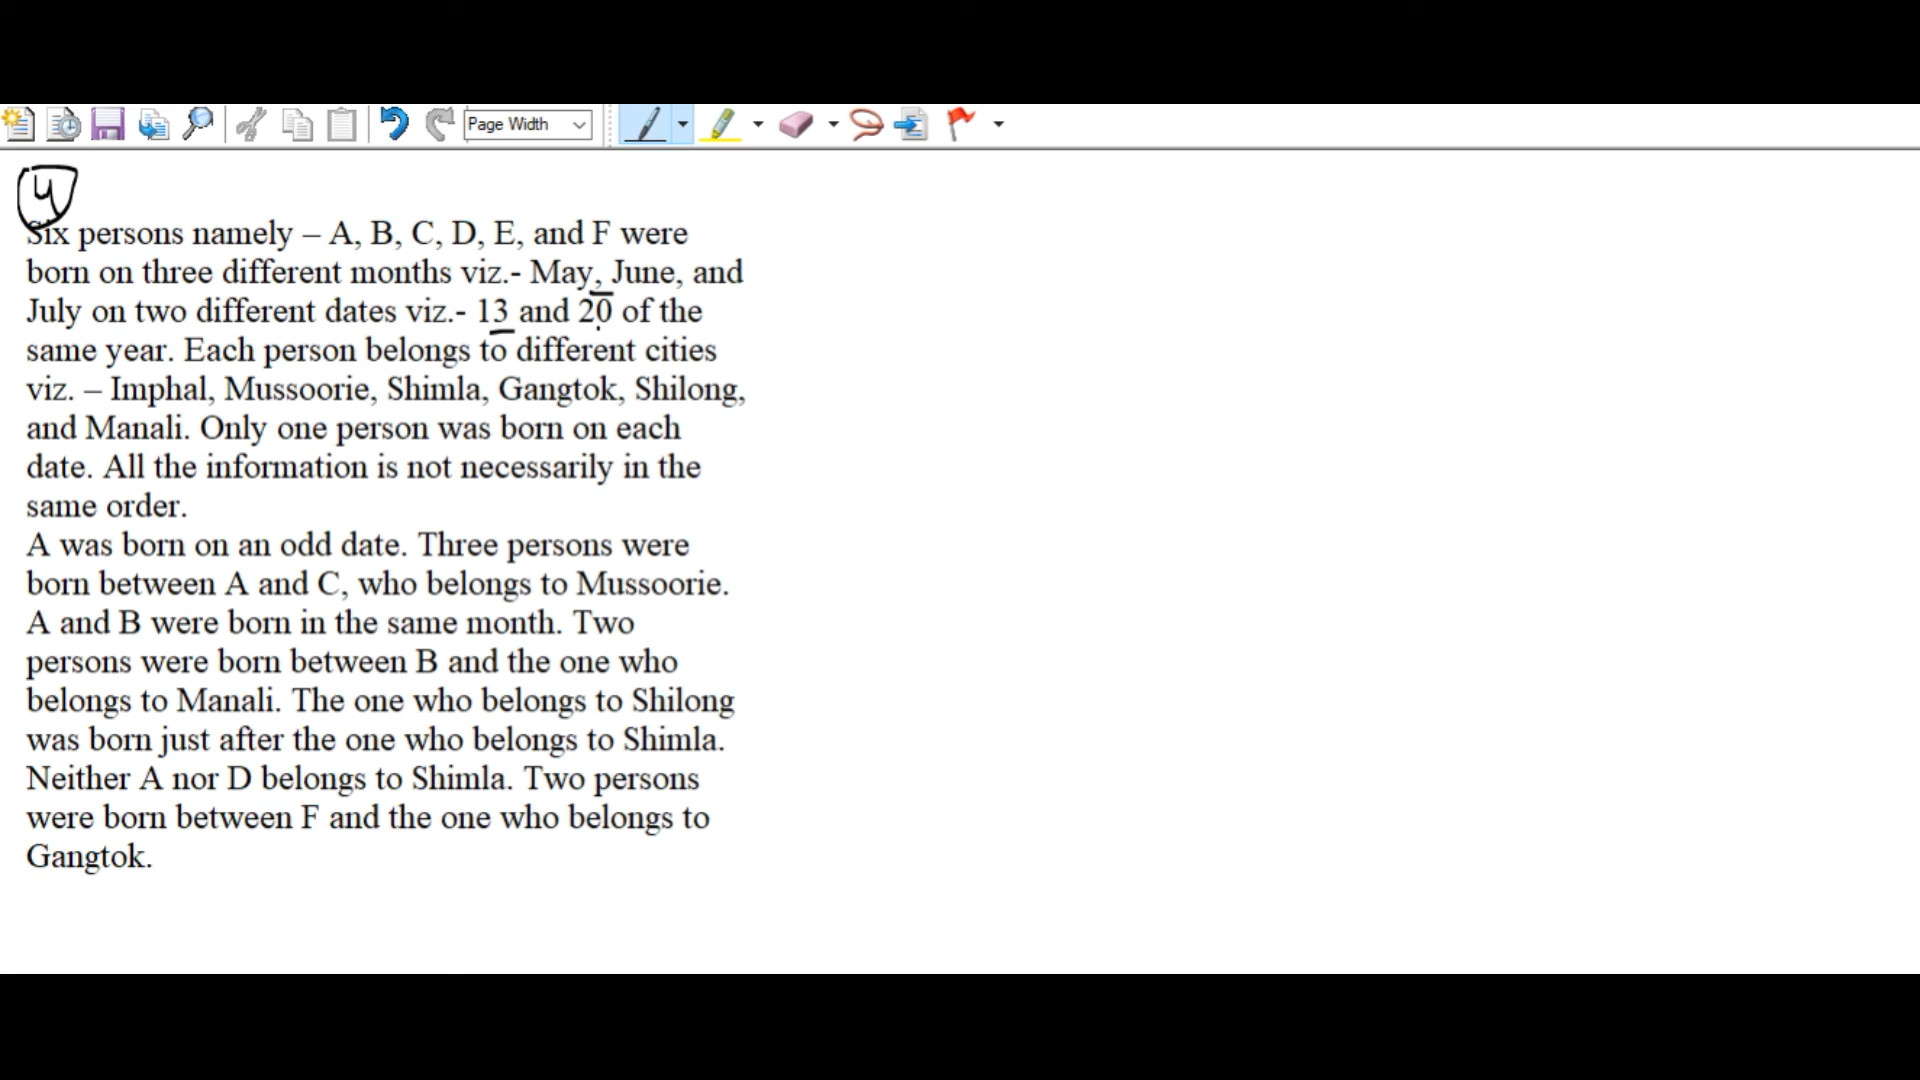 Page Width
4
Six persons namely – A, B, C, D, E, and F were
born on three different months viz.- May, June, and
July on two different dates viz.- 13 and 20 of the
same year. Each person belongs to different cities
viz. – Imphal, Mussoorie, Shimla, Gangtok, Shilong,
and Manali. Only one person was born on each
date. All the information is not necessarily in the
same order.
A was born on an odd date. Three persons were
born between A and C, who belongs to Mussoorie.
A and B were born in the same month. Two
persons were born between B and the one who
belongs to Manali. The one who belongs to Shilong
was born just after the one who belongs to Shimla.
Neither A nor D belongs to Shimla. Two persons
were born between F and the one who belongs to
Gangtok.